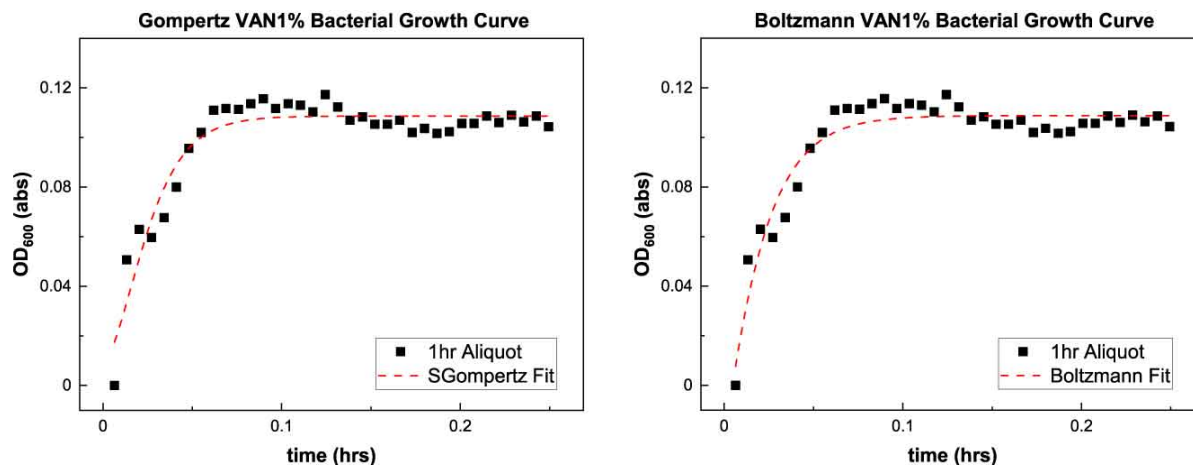 Gompertz VAN1% Bacterial Growth Curve
0.12
0.08
0.04
0
OD₆₀₀ (abs)
1hr Aliquot
SGompertz Fit
0
0.1
0.2
time (hrs)
Boltzmann VAN1% Bacterial Growth Curve
0.12
0.08
0.04
0
OD₆₀₀ (abs)
1hr Aliquot
Boltzmann Fit
0
0.1
0.2
time (hrs)